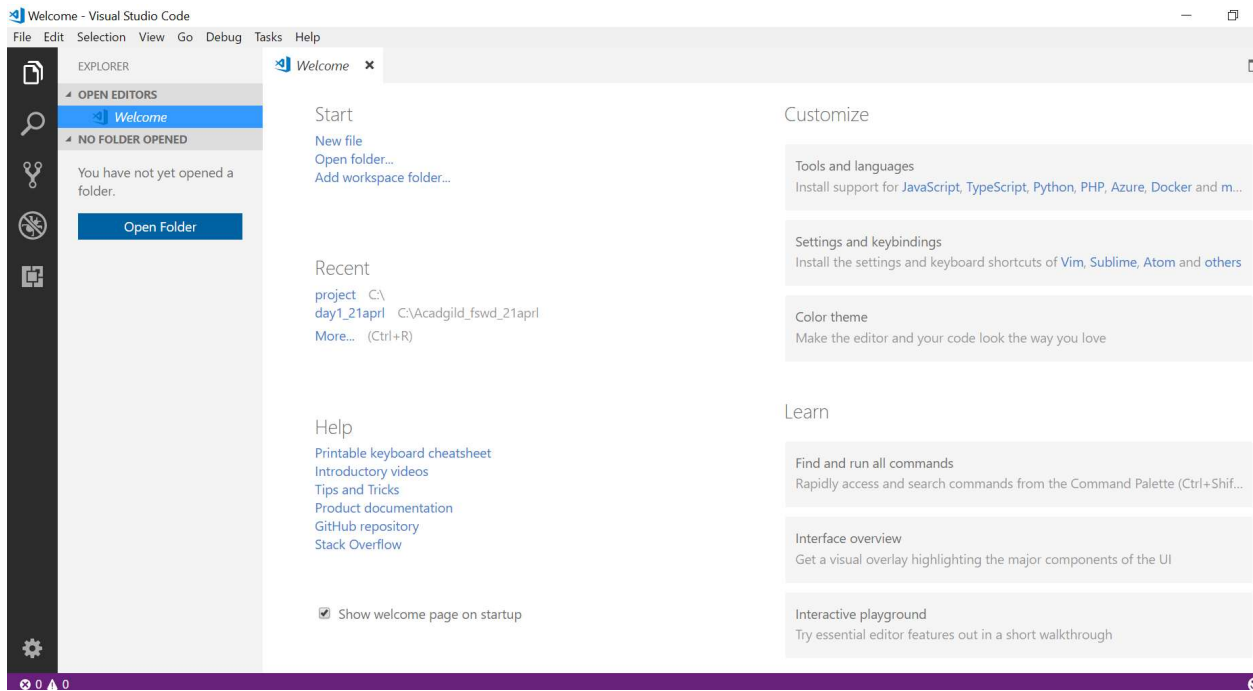 Welcome - Visual Studio Code
File Edit Selection View Go Debug Tasks Help
EXPLORER
OPEN EDITORS
Welcome
NO FOLDER OPENED
You have not yet opened a
folder.
Open Folder
Welcome
Start
New file
Open folder...
Add workspace folder...
Recent
project C:\
day1_21aprl C:\Acadgild_fswd_21aprl
More... (Ctrl+R)
Help
Printable keyboard cheatsheet
Introductory videos
Tips and Tricks
Product documentation
GitHub repository
Stack Overflow
Show welcome page on startup
Customize
Tools and languages
Install support for JavaScript, TypeScript, Python, PHP, Azure, Docker and m...
Settings and keybindings
Install the settings and keyboard shortcuts of Vim, Sublime, Atom and others
Color theme
Make the editor and your code look the way you love
Learn
Find and run all commands
Rapidly access and search commands from the Command Palette (Ctrl+Shif...
Interface overview
Get a visual overlay highlighting the major components of the UI
Interactive playground
Try essential editor features out in a short walkthrough
0 0